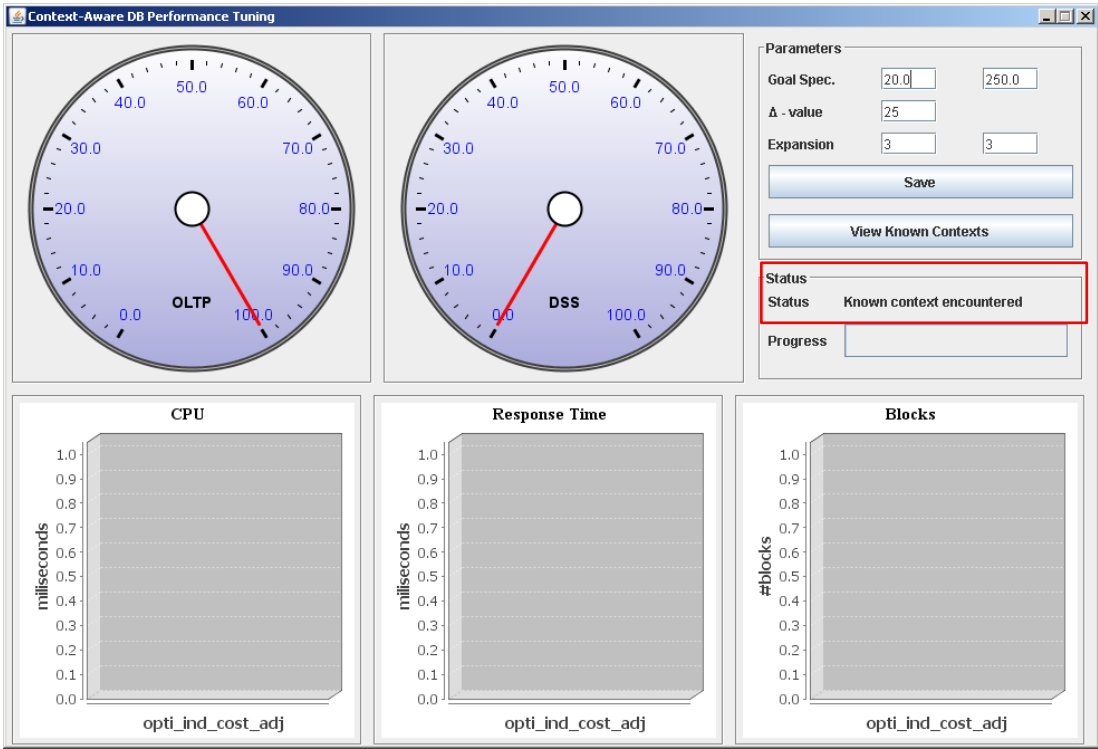 Context-Aware DB Performance Tuning
50.0
40.0 60.0
30.0 70.0
20.0 80.0
10.0 90.0
OLTP
0.0 100.0
50.0
40.0 60.0
30.0 70.0
20.0 80.0
10.0 90.0
DSS
0.0 100.0
Parameters
Goal Spec. 20.0 250.0
Δ - value 25
Expansion 3 3
Save
View Known Contexts
Status
Status Known context encountered
Progress
CPU
1.0
0.9
0.8
0.7
0.6
0.5
0.4
0.3
0.2
0.1
0.0
miliseconds
opti_ind_cost_adj
Response Time
1.0
0.9
0.8
0.7
0.6
0.5
0.4
0.3
0.2
0.1
0.0
miliseconds
opti_ind_cost_adj
Blocks
1.0
0.9
0.8
0.7
0.6
0.5
0.4
0.3
0.2
0.1
0.0
#blocks
opti_ind_cost_adj